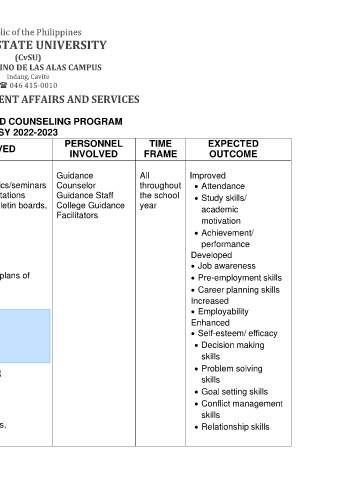 lic of the Philippines
STATE UNIVERSITY
(CvSU)
INO DE LAS ALAS CAMPUS
Indang, Cavite
☎ 046 415-0010
ENT AFFAIRS AND SERVICES
D COUNSELING PROGRAM
SY 2022-2023
VED
PERSONNEL
INVOLVED
TIME
FRAME
EXPECTED
OUTCOME
ics/seminars
tations
letin boards,
plans of
s.
Guidance
Counselor
Guidance Staff
College Guidance
Facilitators
All
throughout
the school
year
Improved
• Attendance
• Study skills/
academic
motivation
• Achievement/
performance
Developed
• Job awareness
• Pre-employment skills
• Career planning skills
Increased
• Employability
Enhanced
• Self-esteem/ efficacy
• Decision making
skills
• Problem solving
skills
• Goal setting skills
• Conflict management
skills
• Relationship skills